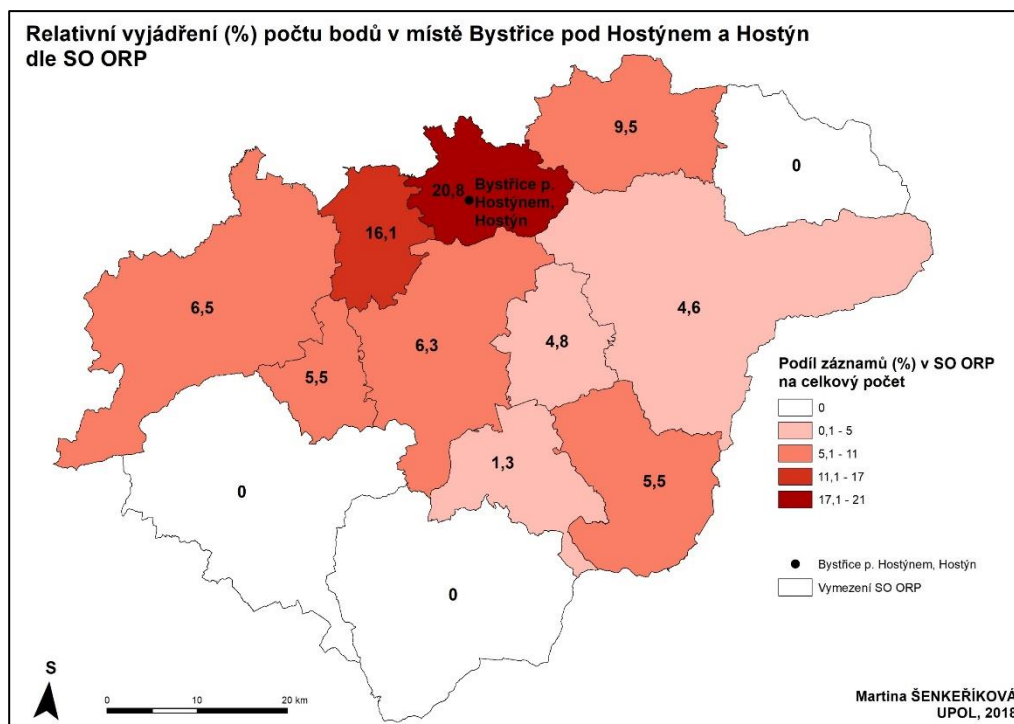 Relativní vyjádření (%) počtu bodů v místě Bystřice pod Hostýnem a Hostýn
dle SO ORP
9,5
0
20,8
Bystřice p.
Hostýnem,
Hostýn
16,1
6,5
4,6
6,3
4,8
5,5
Podíl záznamů (%) v SO ORP
na celkový počet
0
0,1 - 5
5,1 - 11
11,1 - 17
17,1 - 21
1,3
5,5
0
0
Bystřice p. Hostýnem, Hostýn
Vymezení SO ORP
S
0 10 20 km
Martina ŠENKEŘÍKOVÁ
UPOL, 2018